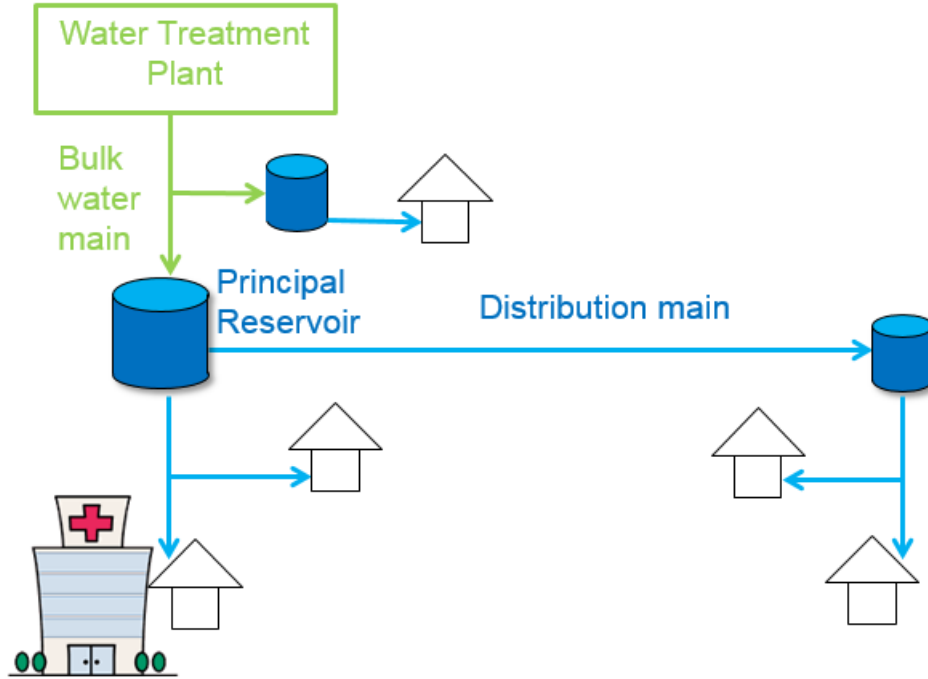 Water Treatment
Plant
Bulk
water
main
Principal
Reservoir
Distribution main